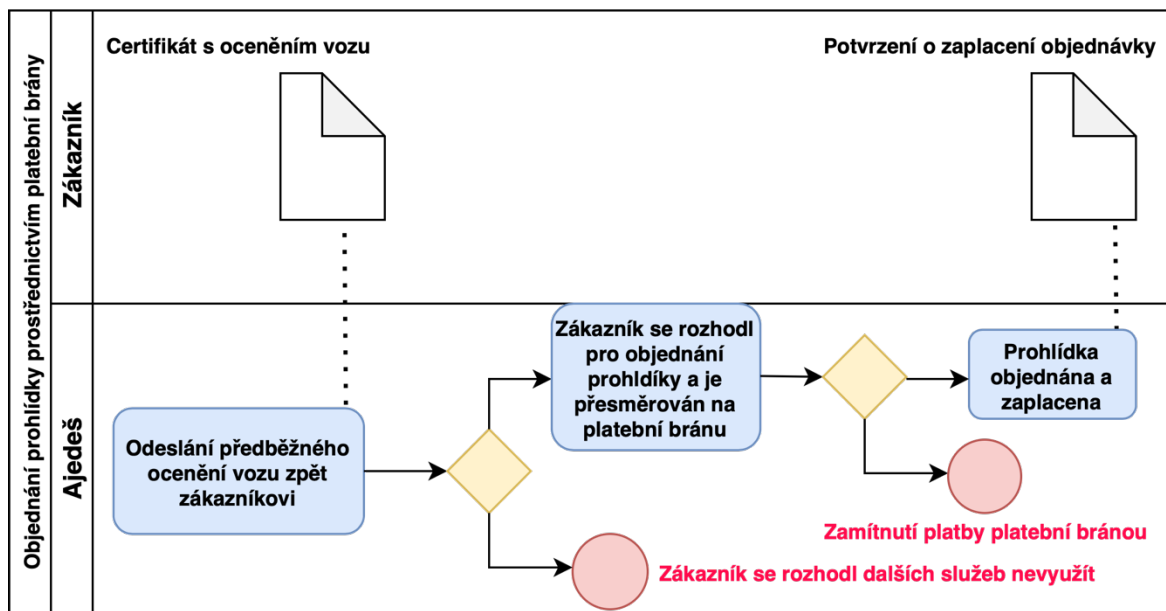 Objednání prohlídky prostřednictvím platební brány
Zákazník
Certifikát s oceněním vozu
Potvrzení o zaplacení objednávky
Ajedeš
Odeslání předběžného
ocenění vozu zpět
zákazníkovi
Zákazník se rozhodl
pro objednání
prohldíky a je
přesměrován na
platební bránu
Prohlídka
objednána a
zaplacena
Zamítnutí platby platební bránou
Zákazník se rozhodl dalších služeb nevyužít